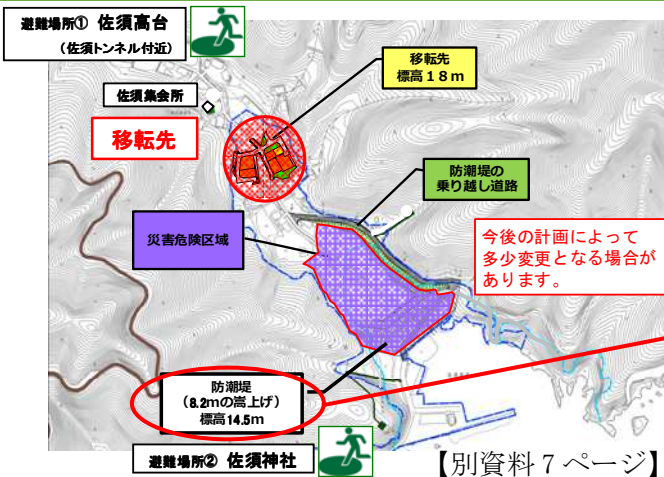 避難場所① 佐須高台
（佐須トンネル付近）
移転先
標高１８ｍ
佐須集会所
移転先
防潮堤の
乗り越し道路
災害危険区域
今後の計画によって
多少変更となる場合が
あります。
防潮堤
（8.2mの嵩上げ）
標高14.5m
避難場所② 佐須神社
【別資料７ページ】